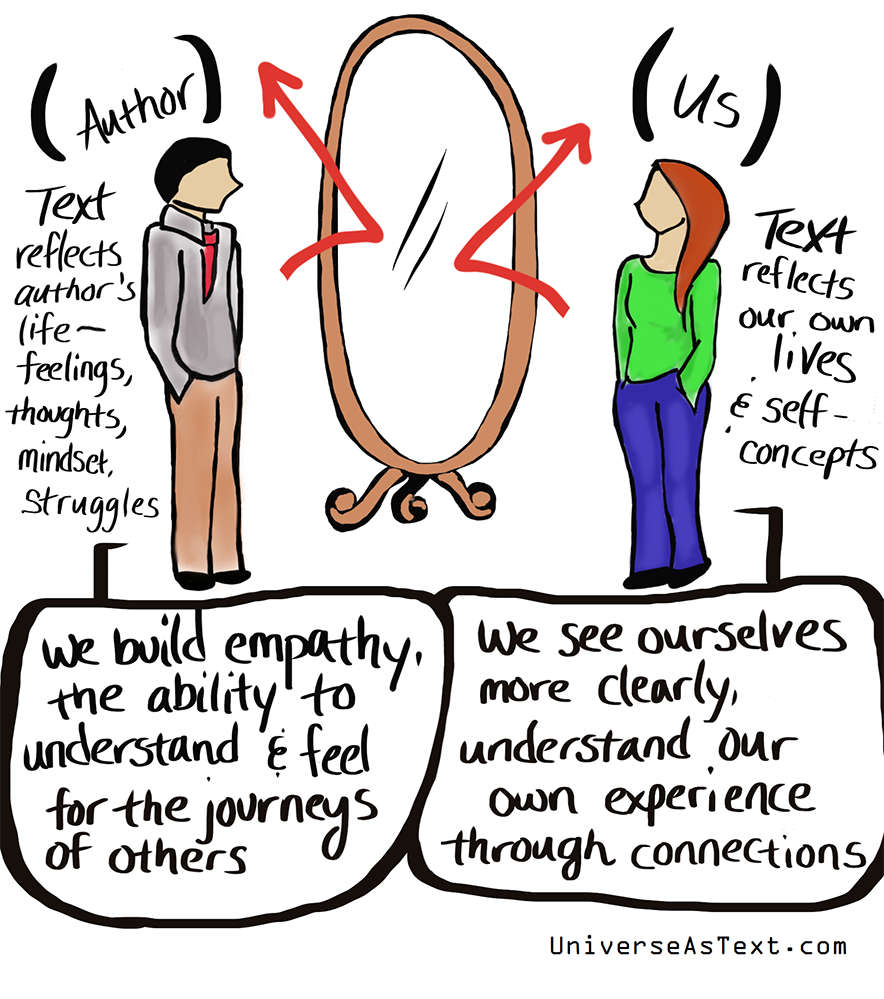 (Author)
Text
reflects
author's
life—
feelings,
thoughts,
mindset,
struggles
(Us)
Text
reflects
our own
lives
& self-
concepts
We build empathy,
the ability to
understand & feel
for the journeys
of others
We see ourselves
more clearly,
understand our
own experience
through connections
UniverseAsText.com